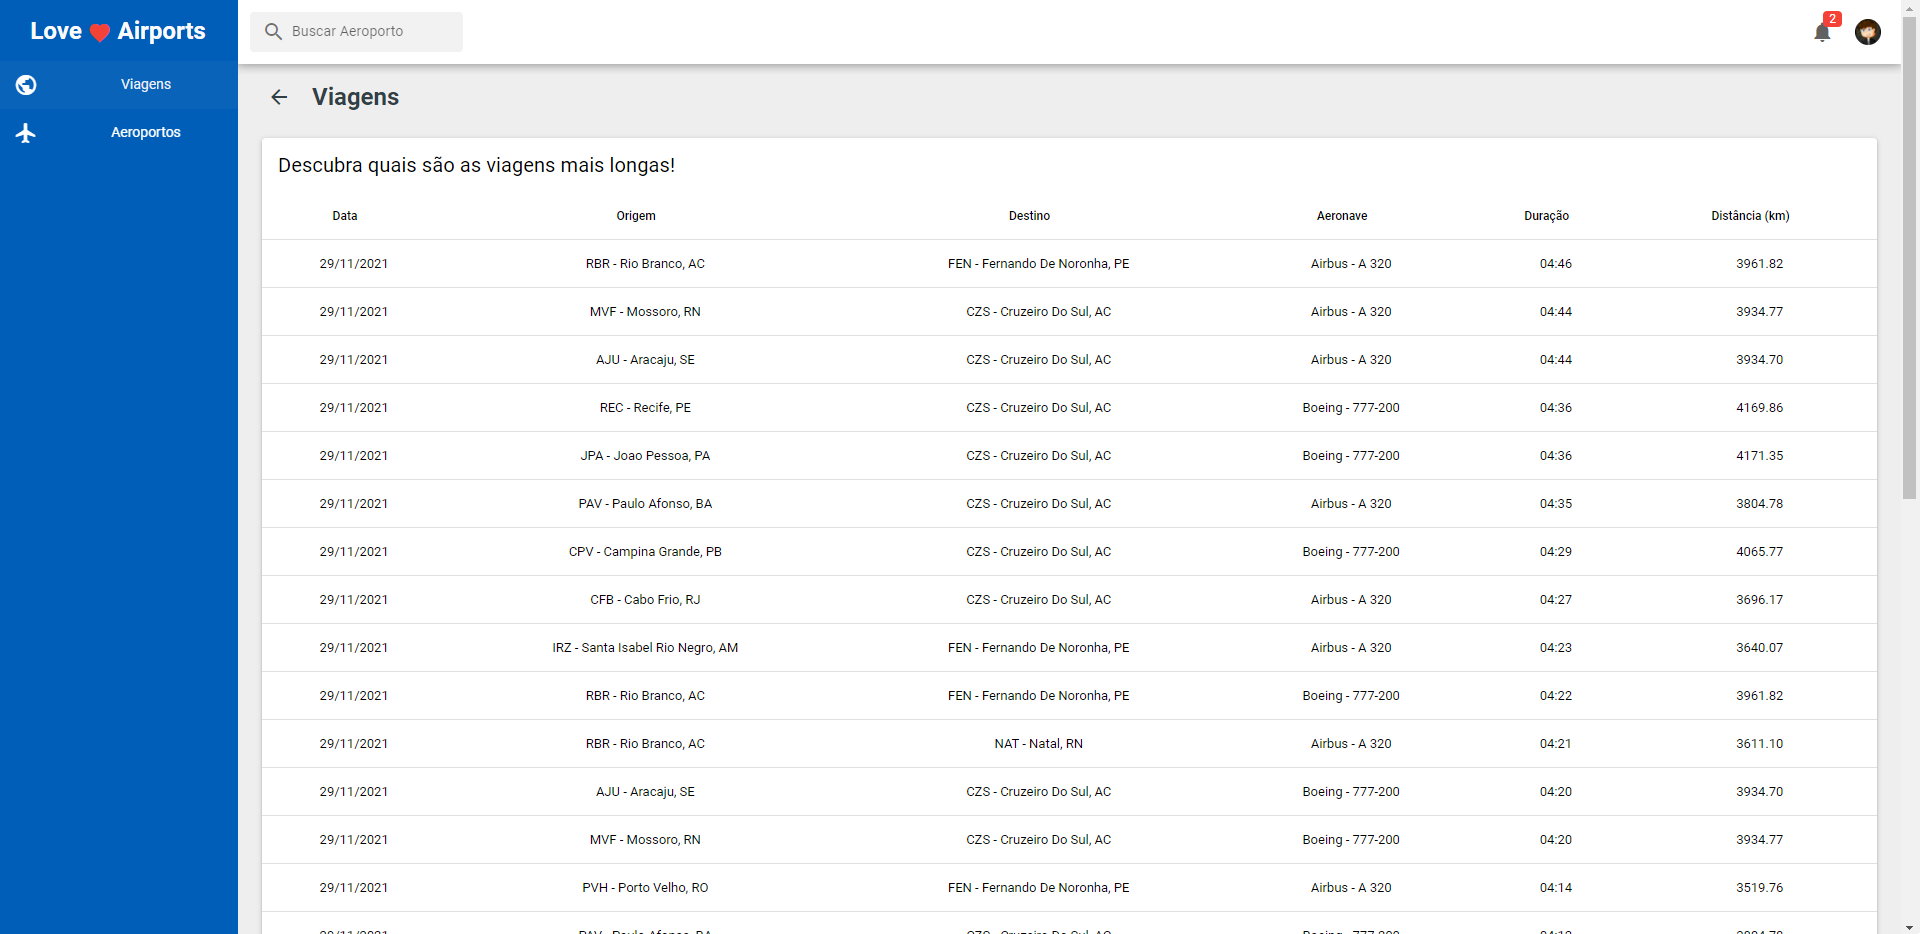 Love Airports
Buscar Aeroporto
2
Viagens
Aeroportos
Viagens
Descubra quais são as viagens mais longas!
Data Origem Destino Aeronave Duração Distância (km)
29/11/2021 RBR - Rio Branco, AC FEN - Fernando De Noronha, PE Airbus - A 320 04:46 3961.82
29/11/2021 MVF - Mossoro, RN CZS - Cruzeiro Do Sul, AC Airbus - A 320 04:44 3934.77
29/11/2021 AJU - Aracaju, SE CZS - Cruzeiro Do Sul, AC Airbus - A 320 04:44 3934.70
29/11/2021 REC - Recife, PE CZS - Cruzeiro Do Sul, AC Boeing - 777-200 04:36 4169.86
29/11/2021 JPA - Joao Pessoa, PA CZS - Cruzeiro Do Sul, AC Boeing - 777-200 04:36 4171.35
29/11/2021 PAV - Paulo Afonso, BA CZS - Cruzeiro Do Sul, AC Airbus - A 320 04:35 3804.78
29/11/2021 CPV - Campina Grande, PB CZS - Cruzeiro Do Sul, AC Boeing - 777-200 04:29 4065.77
29/11/2021 CFB - Cabo Frio, RJ CZS - Cruzeiro Do Sul, AC Airbus - A 320 04:27 3696.17
29/11/2021 IRZ - Santa Isabel Rio Negro, AM FEN - Fernando De Noronha, PE Airbus - A 320 04:23 3640.07
29/11/2021 RBR - Rio Branco, AC FEN - Fernando De Noronha, PE Boeing - 777-200 04:22 3961.82
29/11/2021 RBR - Rio Branco, AC NAT - Natal, RN Airbus - A 320 04:21 3611.10
29/11/2021 AJU - Aracaju, SE CZS - Cruzeiro Do Sul, AC Boeing - 777-200 04:20 3934.70
29/11/2021 MVF - Mossoro, RN CZS - Cruzeiro Do Sul, AC Boeing - 777-200 04:20 3934.77
29/11/2021 PVH - Porto Velho, RO FEN - Fernando De Noronha, PE Airbus - A 320 04:14 3519.76